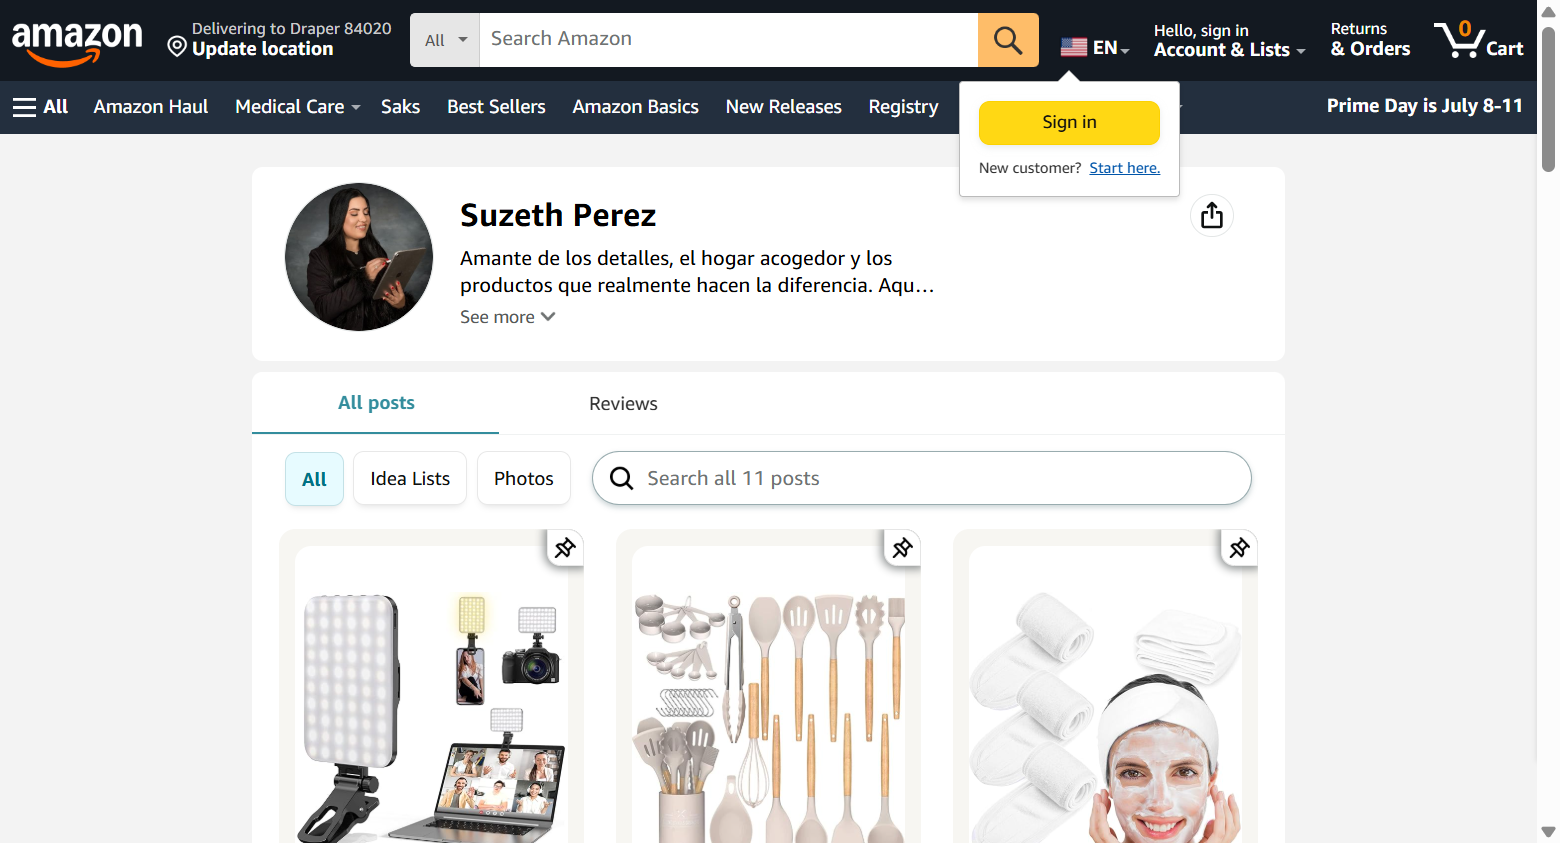 amazon
Delivering to Draper 84020
Update location
All
Search Amazon
EN
Hello, sign in
Account & Lists
Returns
& Orders
0
Cart
All
Amazon Haul
Medical Care
Saks
Best Sellers
Amazon Basics
New Releases
Registry
Prime Day is July 8-11
Sign in
New customer? Start here.
Suzeth Perez
Amante de los detalles, el hogar acogedor y los
productos que realmente hacen la diferencia. Aqu…
See more
All posts
Reviews
All
Idea Lists
Photos
Search all 11 posts